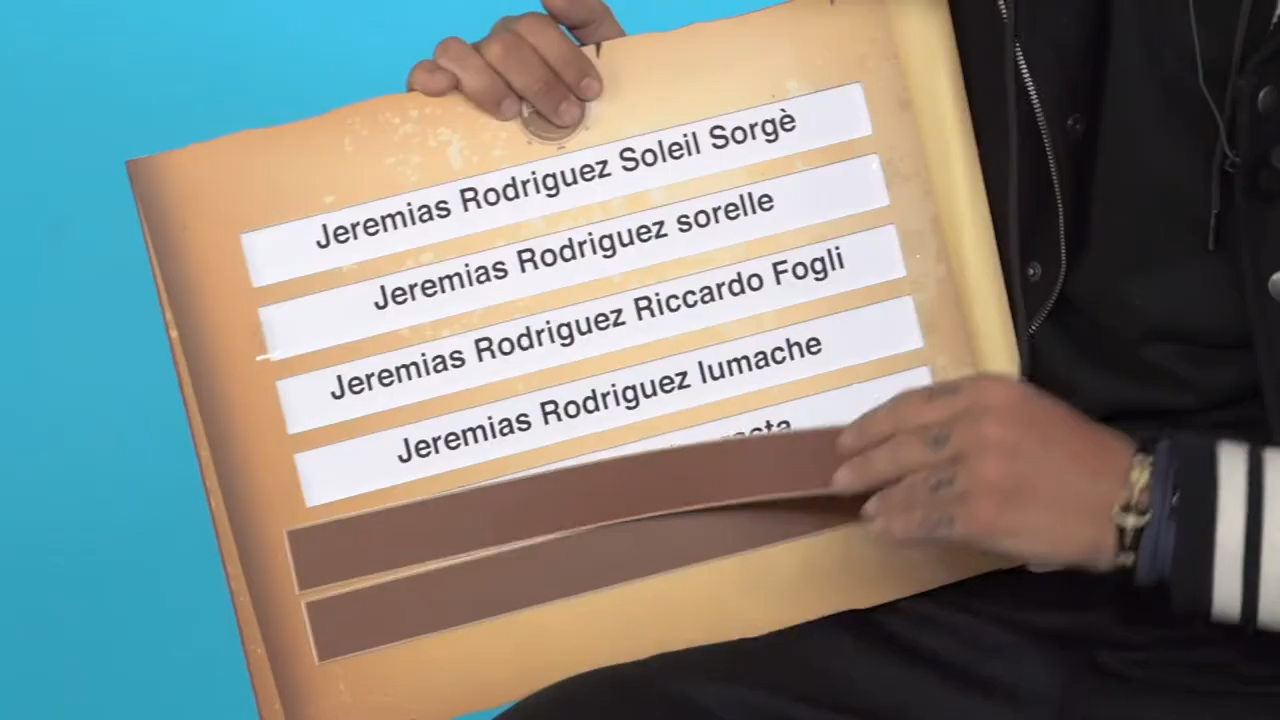 Jeremias Rodriguez Soleil Sorgè
Jeremias Rodriguez sorelle
Jeremias Rodriguez Riccardo Fogli
Jeremias Rodriguez lumache